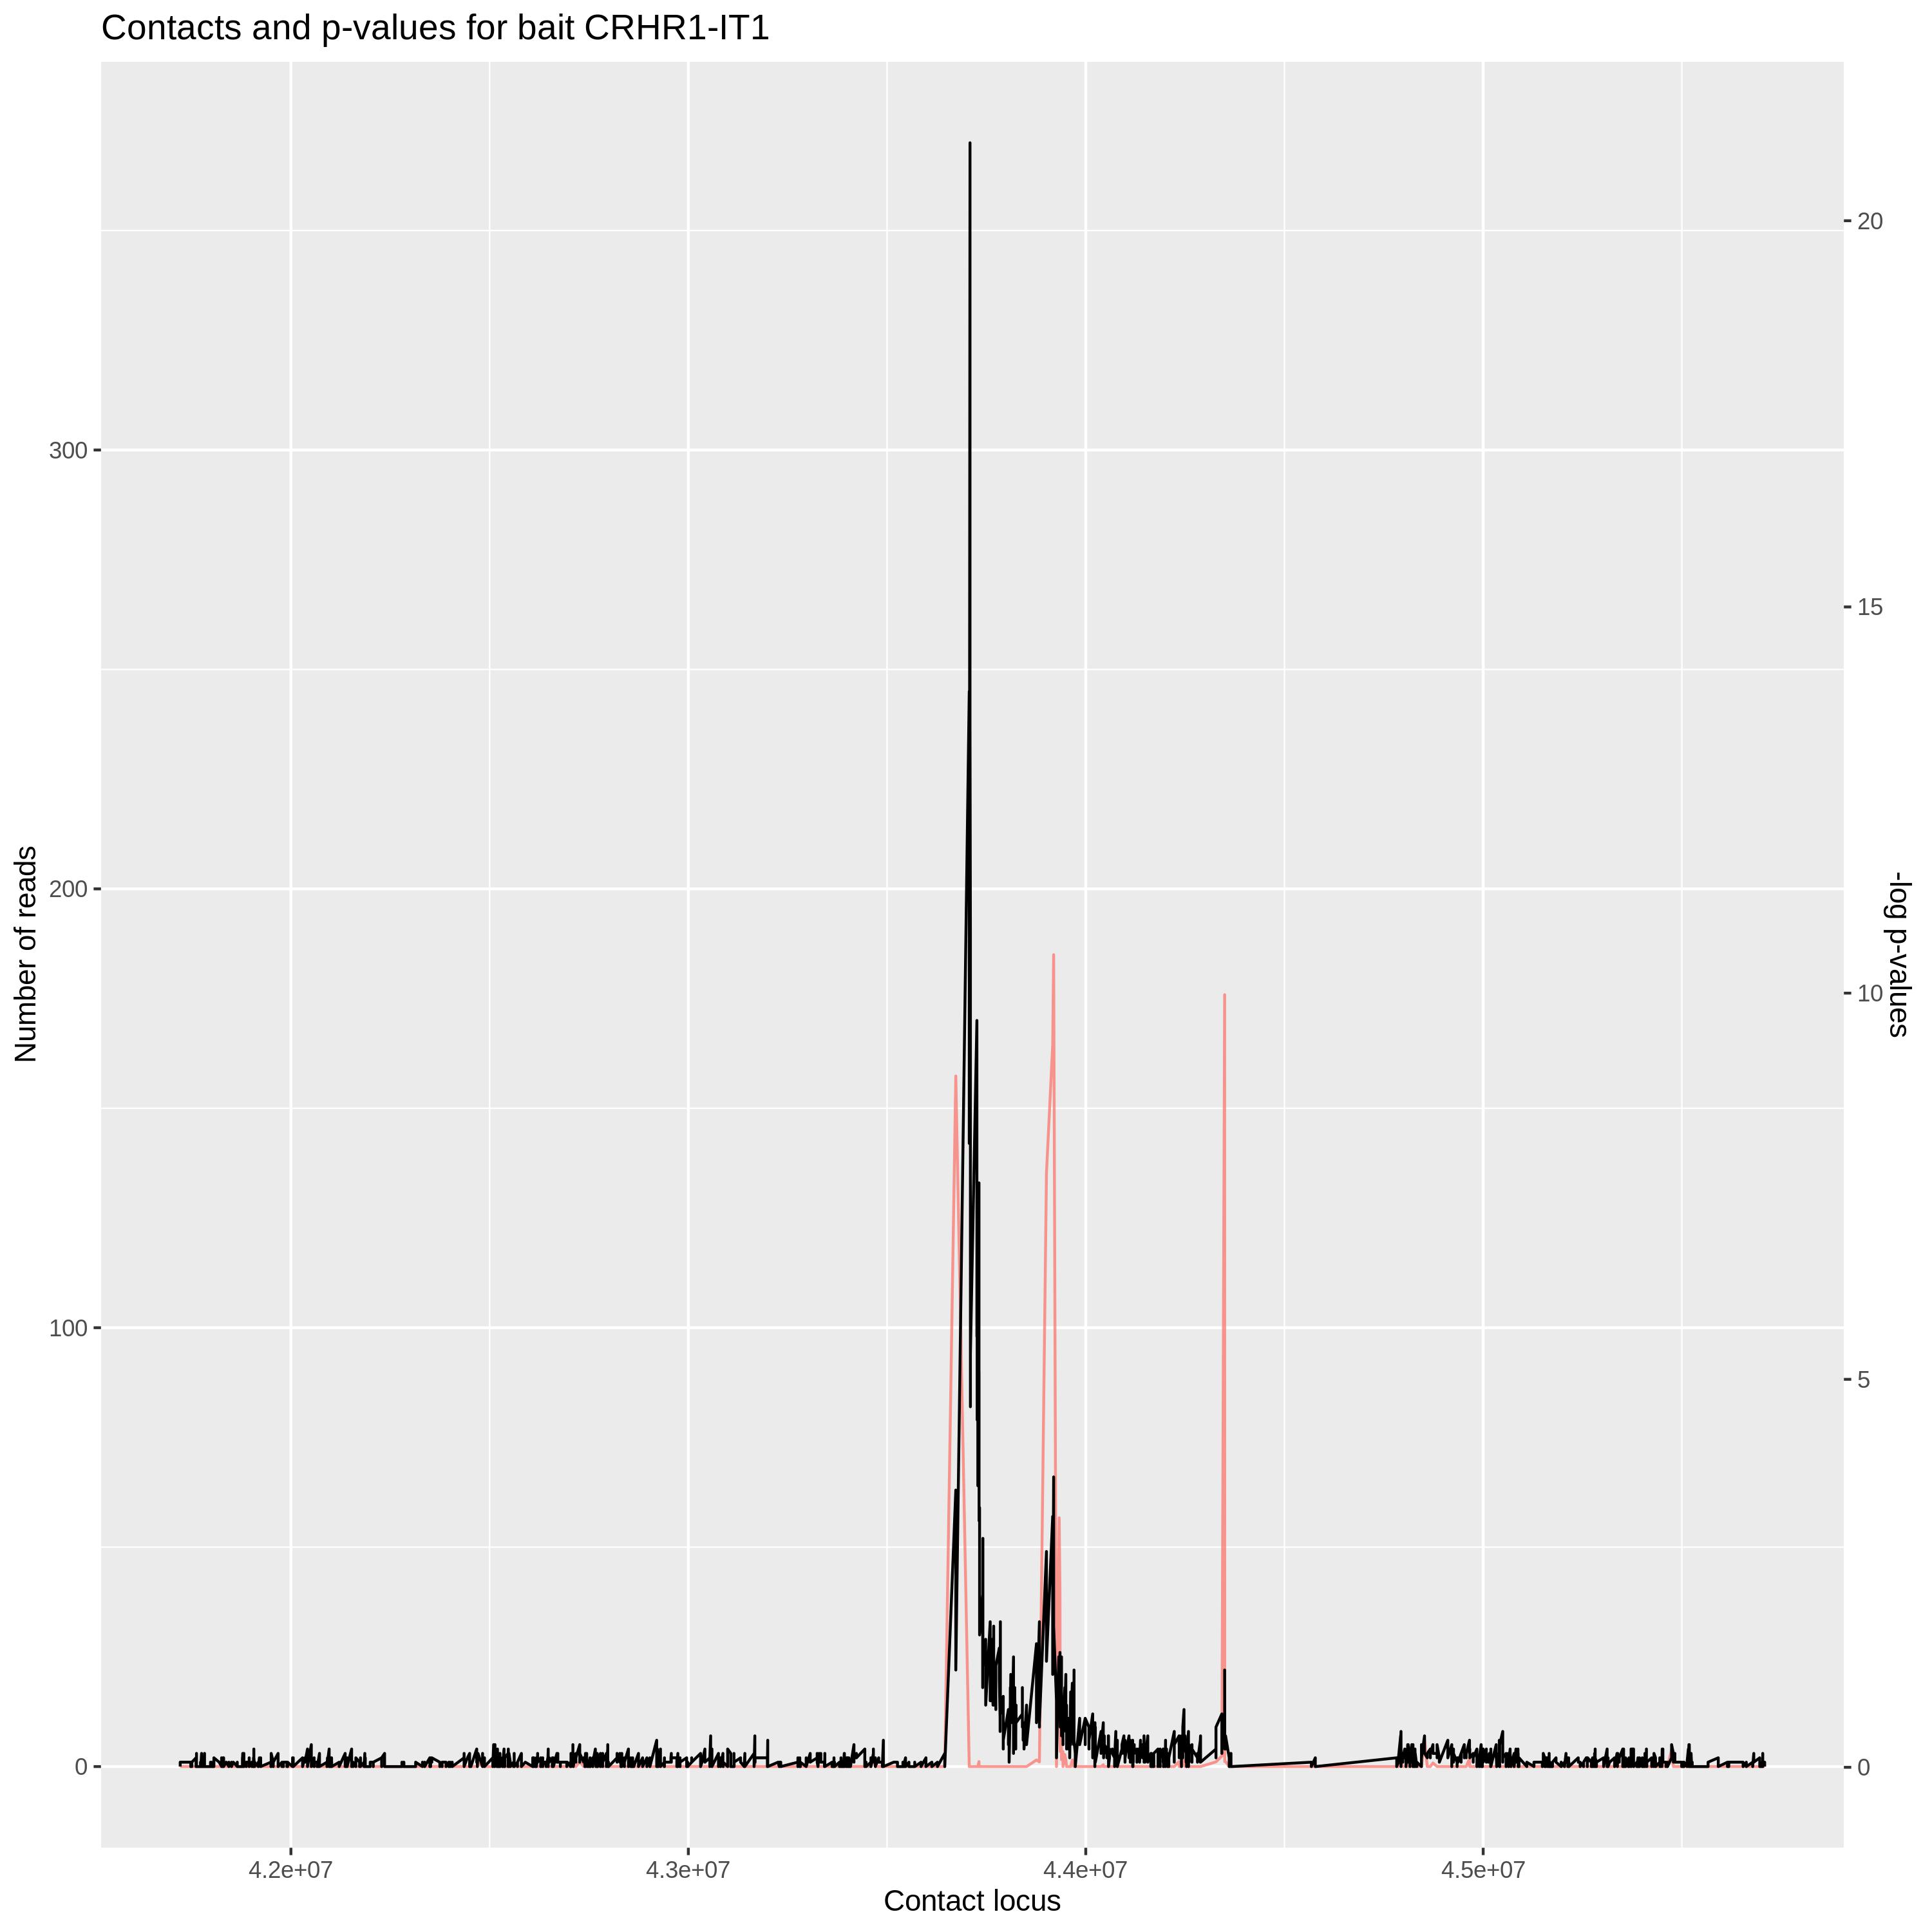 Contacts and p-values for bait CRHR1-IT1
Number of reads
300
200
100
0
20
15
10
5
0
-log p-values
4.2e+07
4.3e+07
4.4e+07
4.5e+07
Contact locus